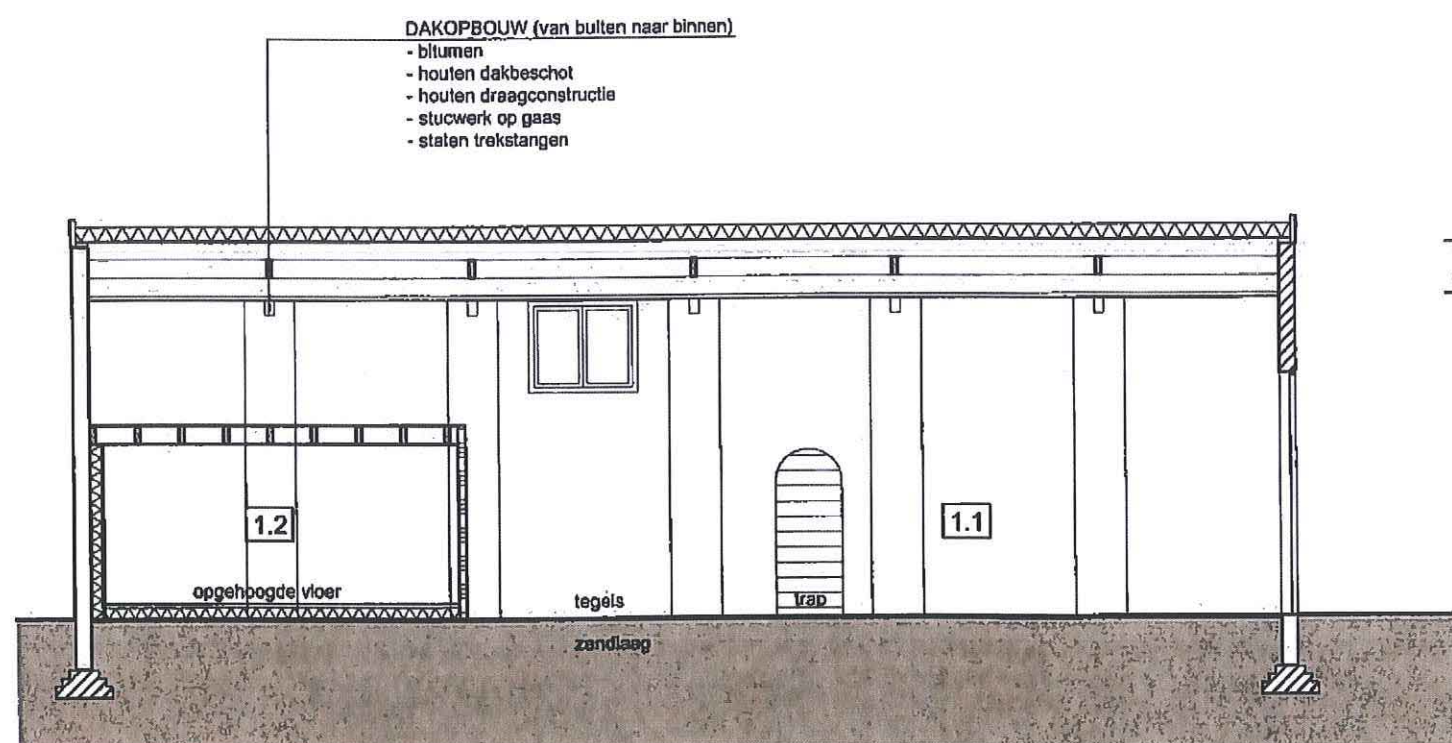 DAKOPBOUW (van buiten naar binnen)
- bitumen
- houten dakbeschot
- houten draagconstructie
- stucwerk op gaas
- stalen trekstangen
1.2
1.1
opgehoogde vloer
tegels
trap
zandlaag